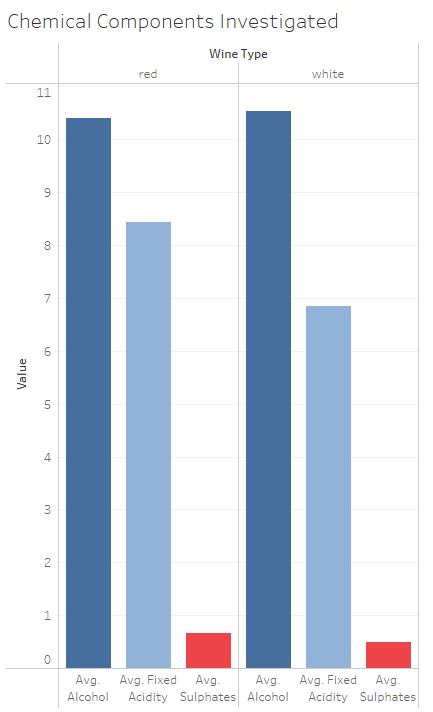 Chemical Components Investigated
Wine Type
red white
11
10
9
8
7
6
5
4
3
2
1
0
Value
Avg. Avg. Fixed Avg. Avg. Avg. Fixed Avg.
Alcohol Acidity Sulphates Alcohol Acidity Sulphates